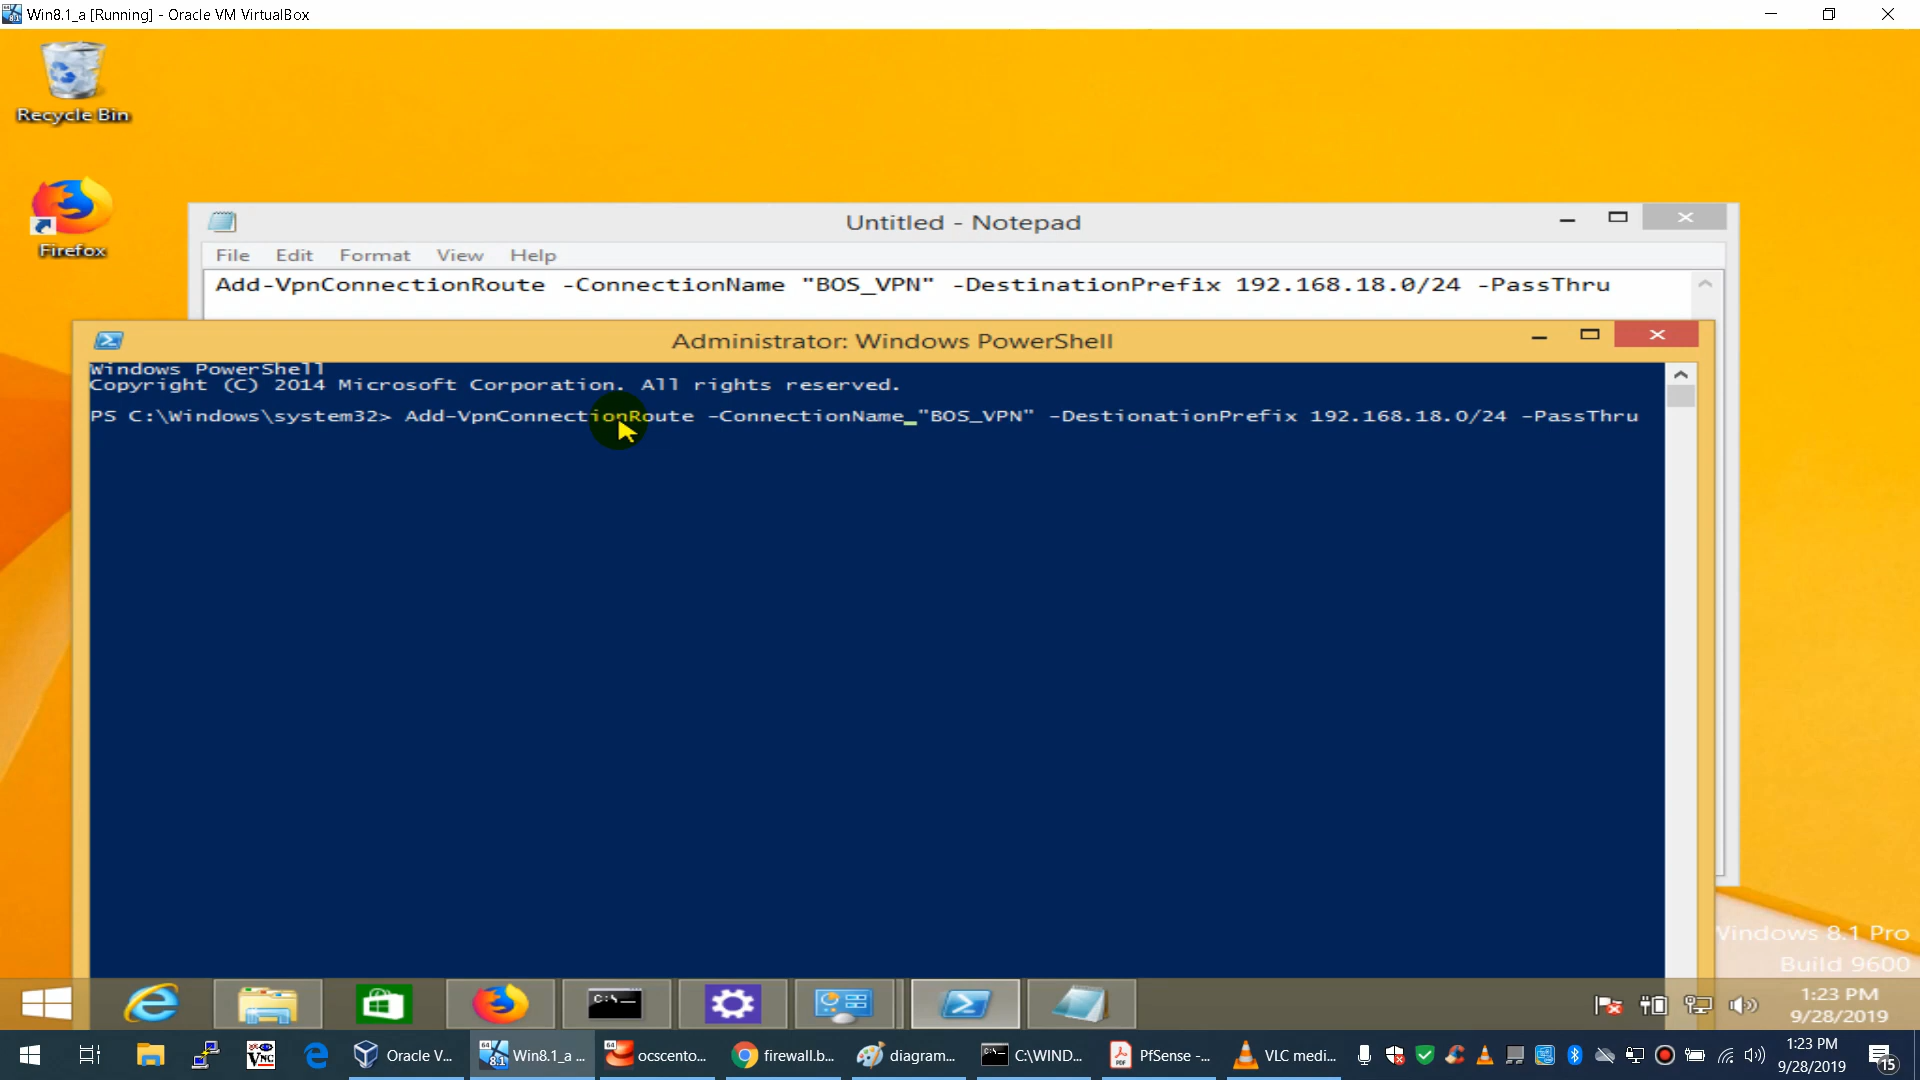 Win8.1_a [Running] - Oracle VM VirtualBox
Recycle Bin
Firefox
Untitled - Notepad
File Edit Format View Help
Add-VpnConnectionRoute -ConnectionName "BOS_VPN" -DestinationPrefix 192.168.18.0/24 -PassThru
Administrator: Windows PowerShell
Windows PowerShell
Copyright (C) 2014 Microsoft Corporation. All rights reserved.
PS C:\Windows\system32> Add-VpnConnectionRoute -ConnectionName "BOS_VPN" -DestionationPrefix 192.168.18.0/24 -PassThru
Windows 8.1 Pro
Build 9600
1:23 PM
9/28/2019
Oracle V... Win8.1_a ... ocscento... firewall.b... diagram... C:\WIND... PfSense -... VLC medi...
1:23 PM
9/28/2019
15